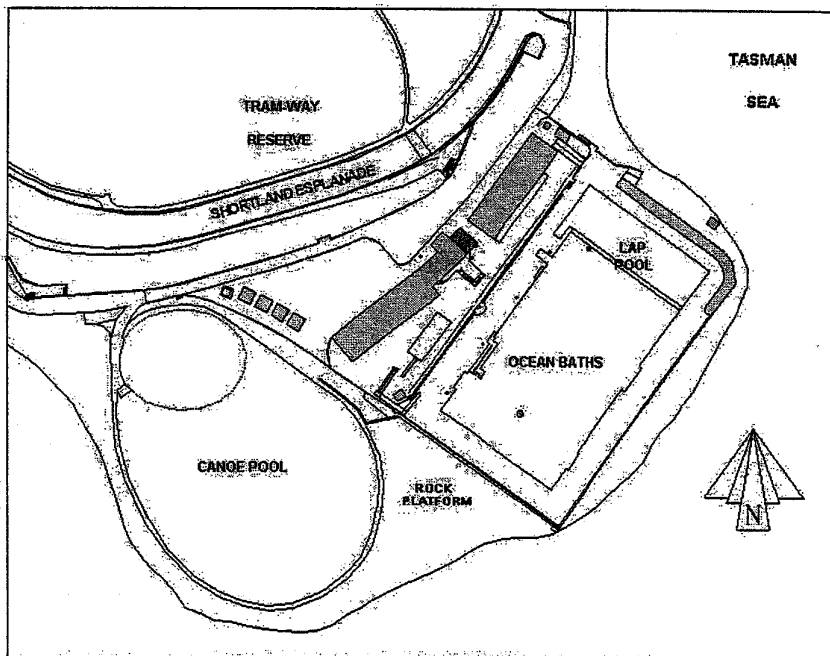 TASMAN
SEA
TRAM-WAY
RESERVE
SHORTLAND ESPLANADE
LAP
POOL
OCEAN BATHS
CANOE POOL
ROCK
PLATFORM
N